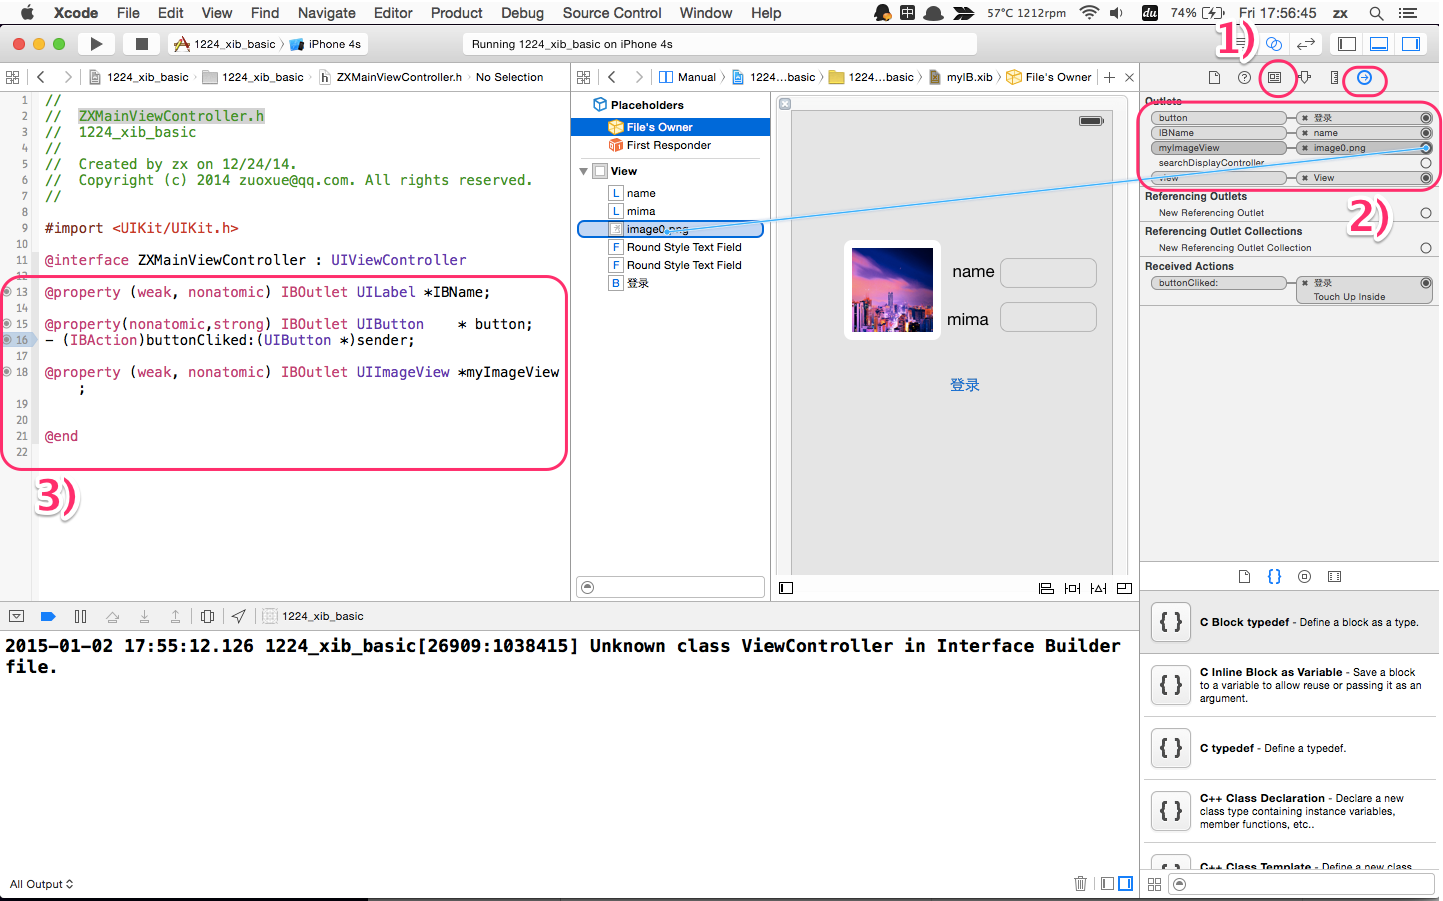 Xcode File Edit View Find Navigate Editor Product Debug Source Control Window Help 57°C 1212rpm du 74% Fri 17:56:45 zx
1)
1224_xib_basic iPhone 4s Running 1224_xib_basic on iPhone 4s
1224_xib_basic 1224_xib_basic ZXMainViewController.h No Selection
Manual 1224...basic 1224...basic myIB.xib File's Owner
1 //
2 // ZXMainViewController.h
3 // 1224_xib_basic
4 //
5 // Created by zx on 12/24/14.
6 // Copyright (c) 2014 zuoxue@qq.com. All rights reserved.
7 //
8
9 #import <UIKit/UIKit.h>
10
11 @interface ZXMainViewController : UIViewController
12
13 @property (weak, nonatomic) IBOutlet UILabel *IBName;
14
15 @property(nonatomic,strong) IBOutlet UIButton * button;
16 - (IBAction)buttonCliked:(UIButton *)sender;
17
18 @property (weak, nonatomic) IBOutlet UIImageView *myImageView
;
19
20
21 @end
22
3)
Placeholders
File's Owner
First Responder
View
L name
L mima
image0.png
F Round Style Text Field
F Round Style Text Field
B 登录
name
mima
登录
Outlets
button 登录
IBName name
myImageView image0.png
searchDisplayController
view View
Referencing Outlets
New Referencing Outlet
2)
Referencing Outlet Collections
New Referencing Outlet Collection
Received Actions
buttonCliked: 登录
Touch Up Inside
1224_xib_basic
2015-01-02 17:55:12.126 1224_xib_basic[26909:1038415] Unknown class ViewController in Interface Builder
file.
All Output
{ } C Block typedef - Define a block as a type.
{ } C Inline Block as Variable - Save a block
to a variable to allow reuse or passing it as an
argument.
{ } C typedef - Define a typedef.
{ } C++ Class Declaration - Declare a new
class type containing instance variables,
member functions, etc..
C++ Class Template - Define a new class